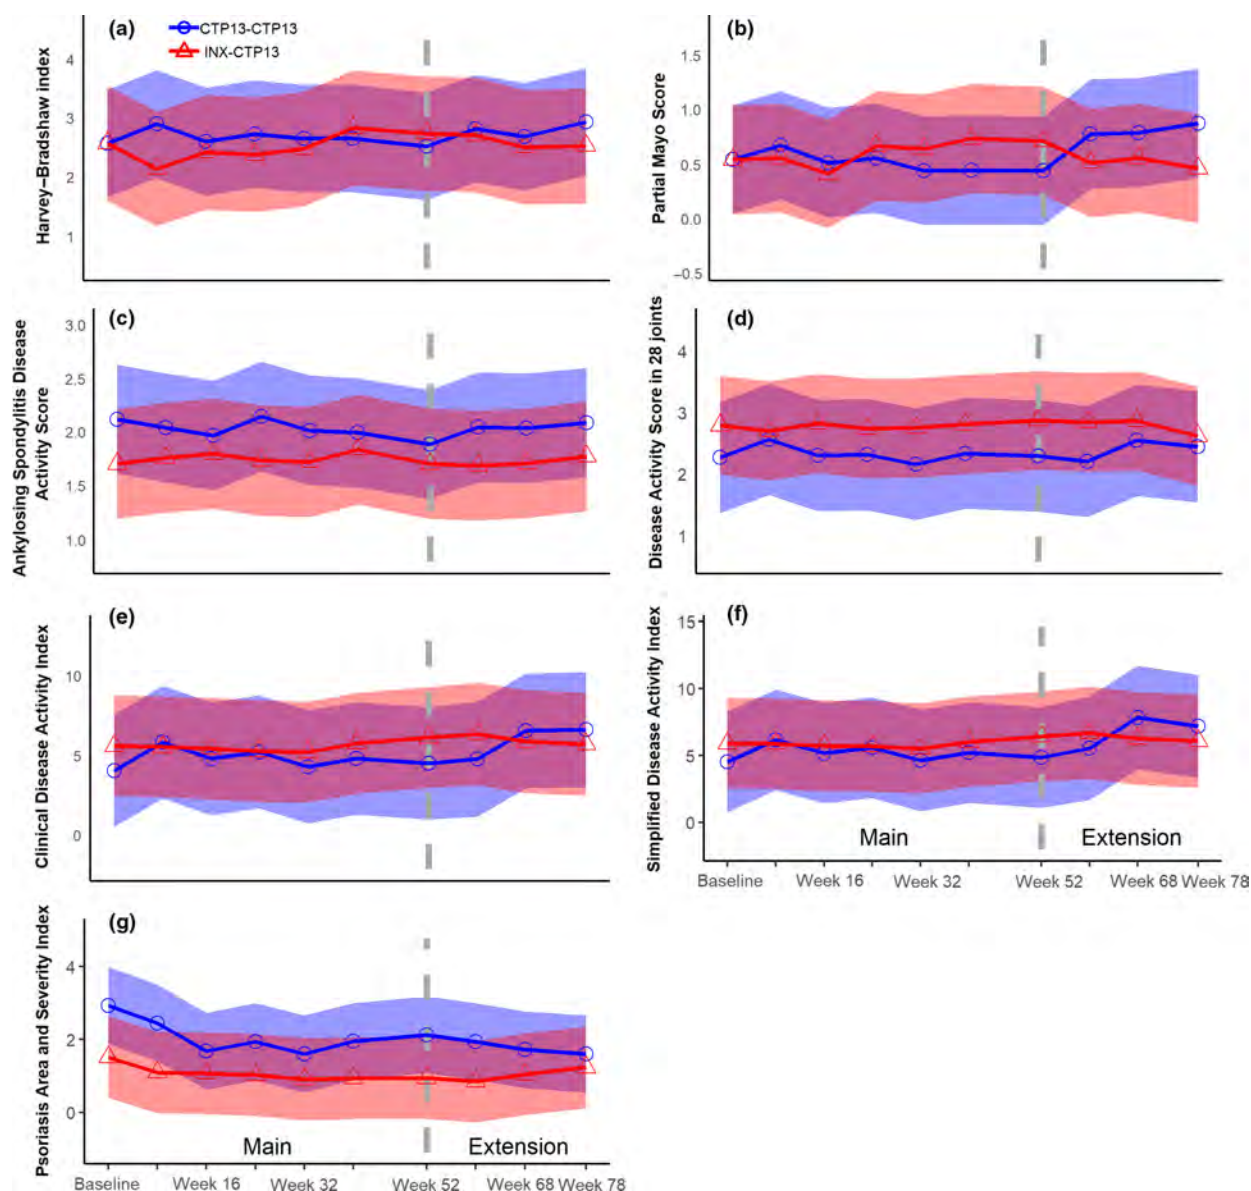 (a)
CTP13-CTP13
INX-CTP13
Harvey–Bradshaw index
4
3
2
1
(b)
Partial Mayo Score
1.5
1.0
0.5
0.0
−0.5
(c)
Ankylosing Spondylitis Disease
Activity Score
3.0
2.5
2.0
1.5
1.0
(d)
Disease Activity Score in 28 joints
4
3
2
1
(e)
Clinical Disease Activity Index
10
5
0
(f)
Simplified Disease Activity Index
15
10
5
0
Main
Extension
Baseline
Week 16
Week 32
Week 52
Week 68
Week 78
(g)
Psoriasis Area and Severity Index
4
2
0
Main
Extension
Baseline
Week 16
Week 32
Week 52
Week 68
Week 78